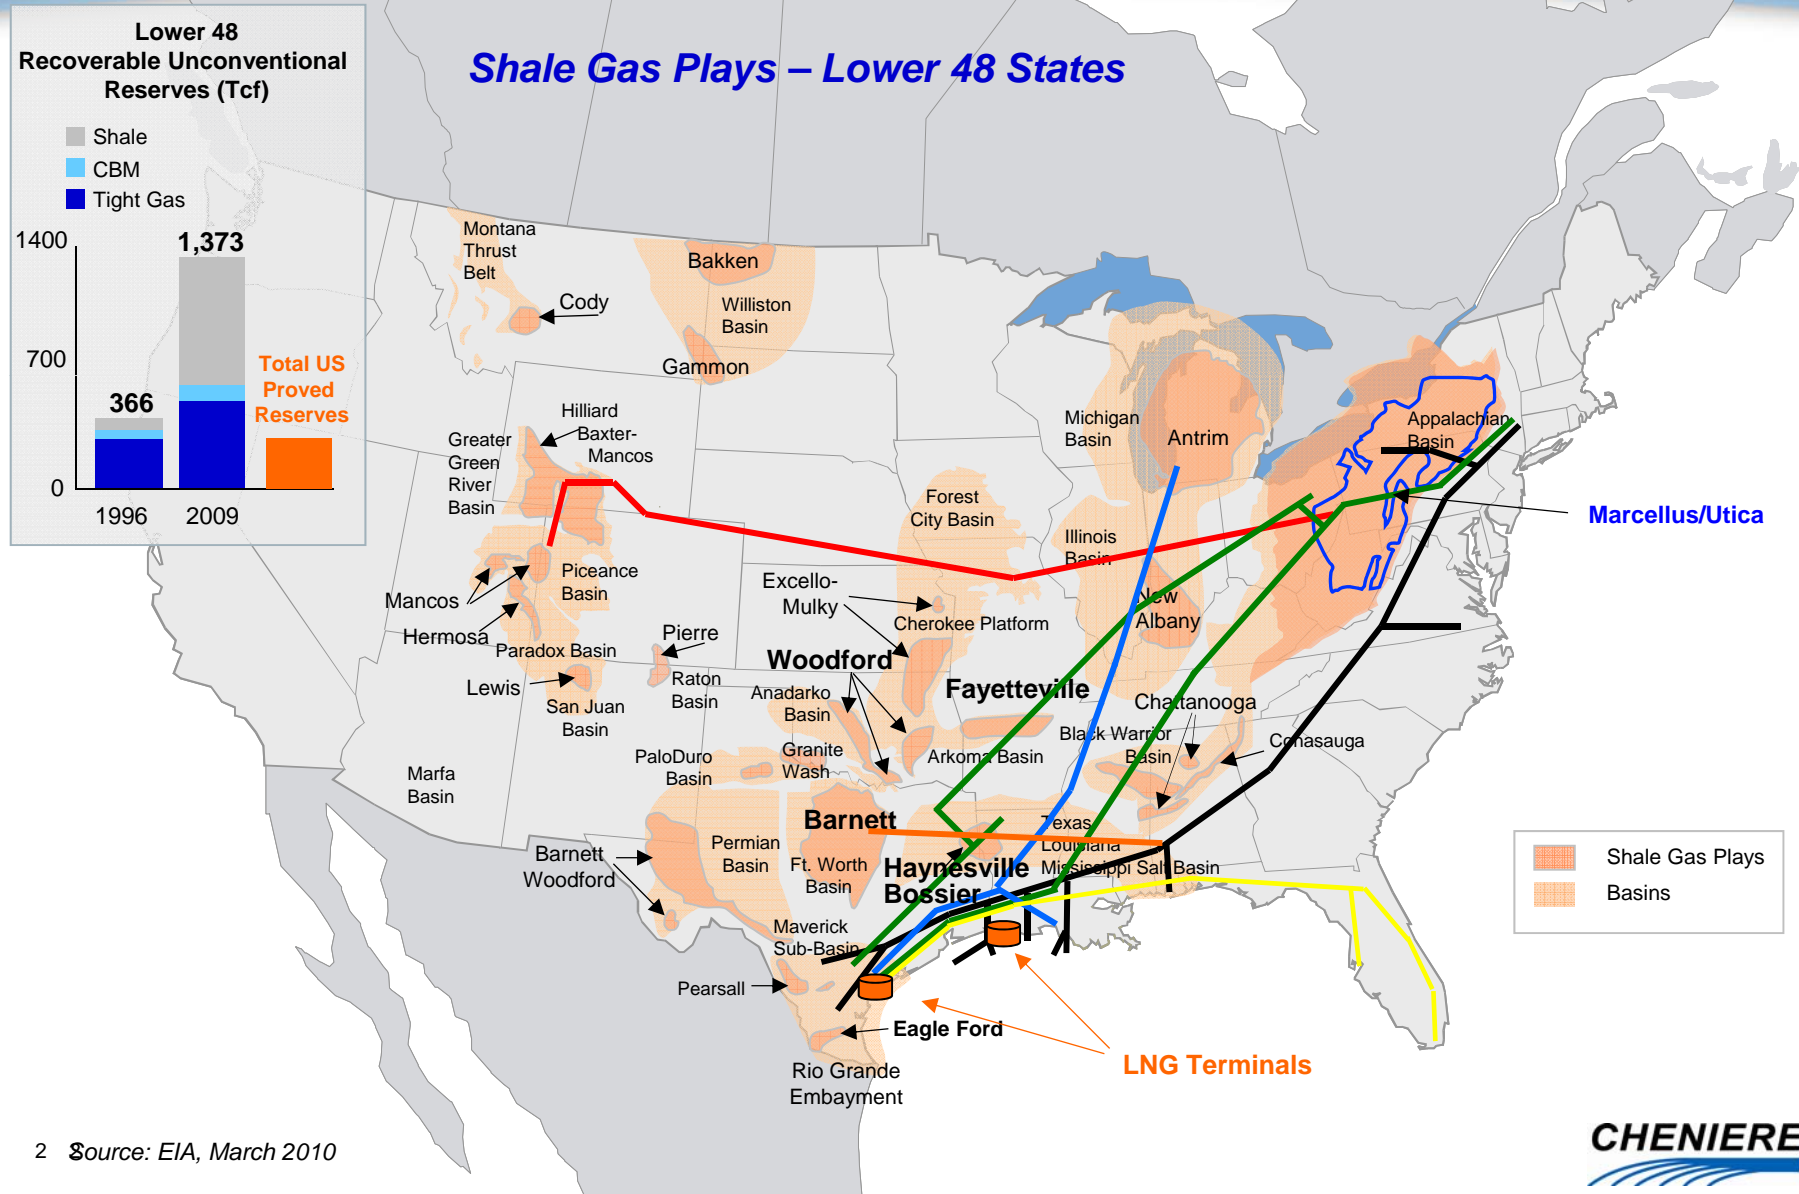 Lower 48
Recoverable Unconventional
Reserves (Tcf)
Shale
CBM
Tight Gas
1400
700
0
366
1,373
Total US
Proved
Reserves
1996
2009
Shale Gas Plays – Lower 48 States
Montana
Thrust
Belt
Cody
Bakken
Williston
Basin
Gammon
Hilliard
Baxter-
Mancos
Greater
Green
River
Basin
Michigan
Basin
Antrim
Appalachian
Basin
Forest
City Basin
Illinois
Basin
Marcellus/Utica
Piceance
Basin
Mancos
Hermosa
Paradox Basin
Excello-
Mulky
Cherokee Platform
New
Albany
Pierre
Raton
Basin
Lewis
San Juan
Basin
Woodford
Anadarko
Basin
Fayetteville
Chattanooga
Black Warrior
Basin
Conasauga
PaloDuro
Basin
Granite
Wash
Arkoma Basin
Marfa
Basin
Barnett
Texas
Louisiana
Mississippi Salt Basin
Permian
Basin
Ft. Worth
Basin
Haynesville
Bossier
Barnett
Woodford
Maverick
Sub-Basin
Pearsall
Eagle Ford
Rio Grande
Embayment
LNG Terminals
Shale Gas Plays
Basins
2
2
Source: EIA, March 2010
CHENIERE